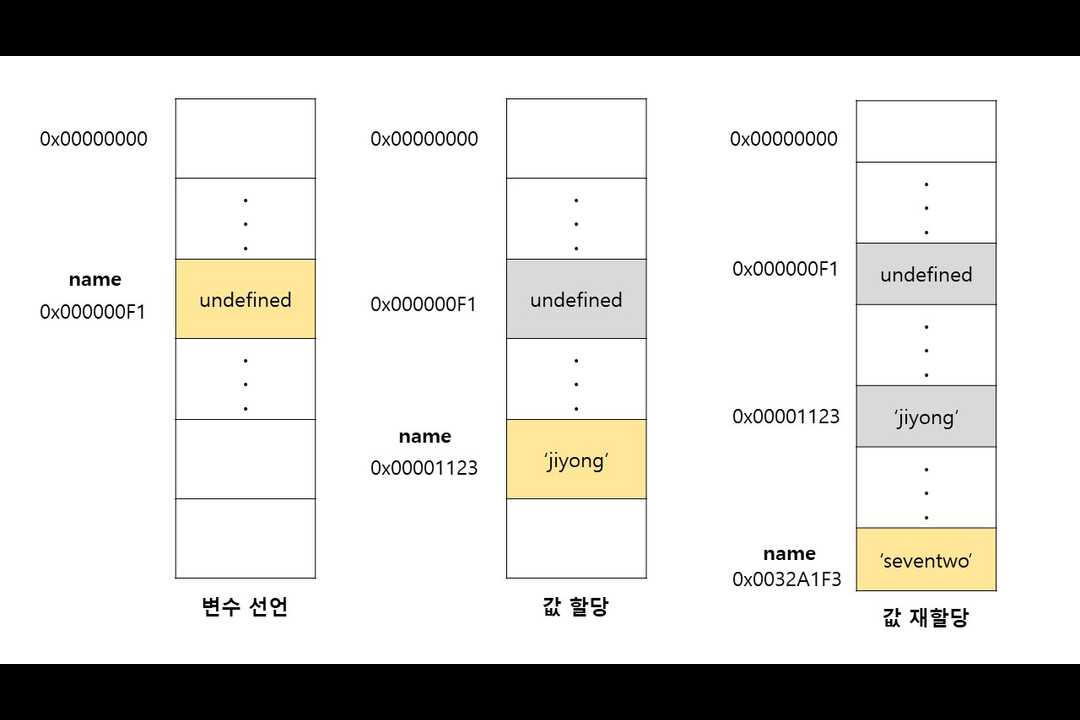 0x00000000
name
0x000000F1
undefined
변수 선언
0x00000000
0x000000F1
undefined
name
0x00001123
‘jiyong’
값 할당
0x00000000
0x000000F1
undefined
0x00001123
‘jiyong’
name
0x0032A1F3
‘seventwo’
값 재할당